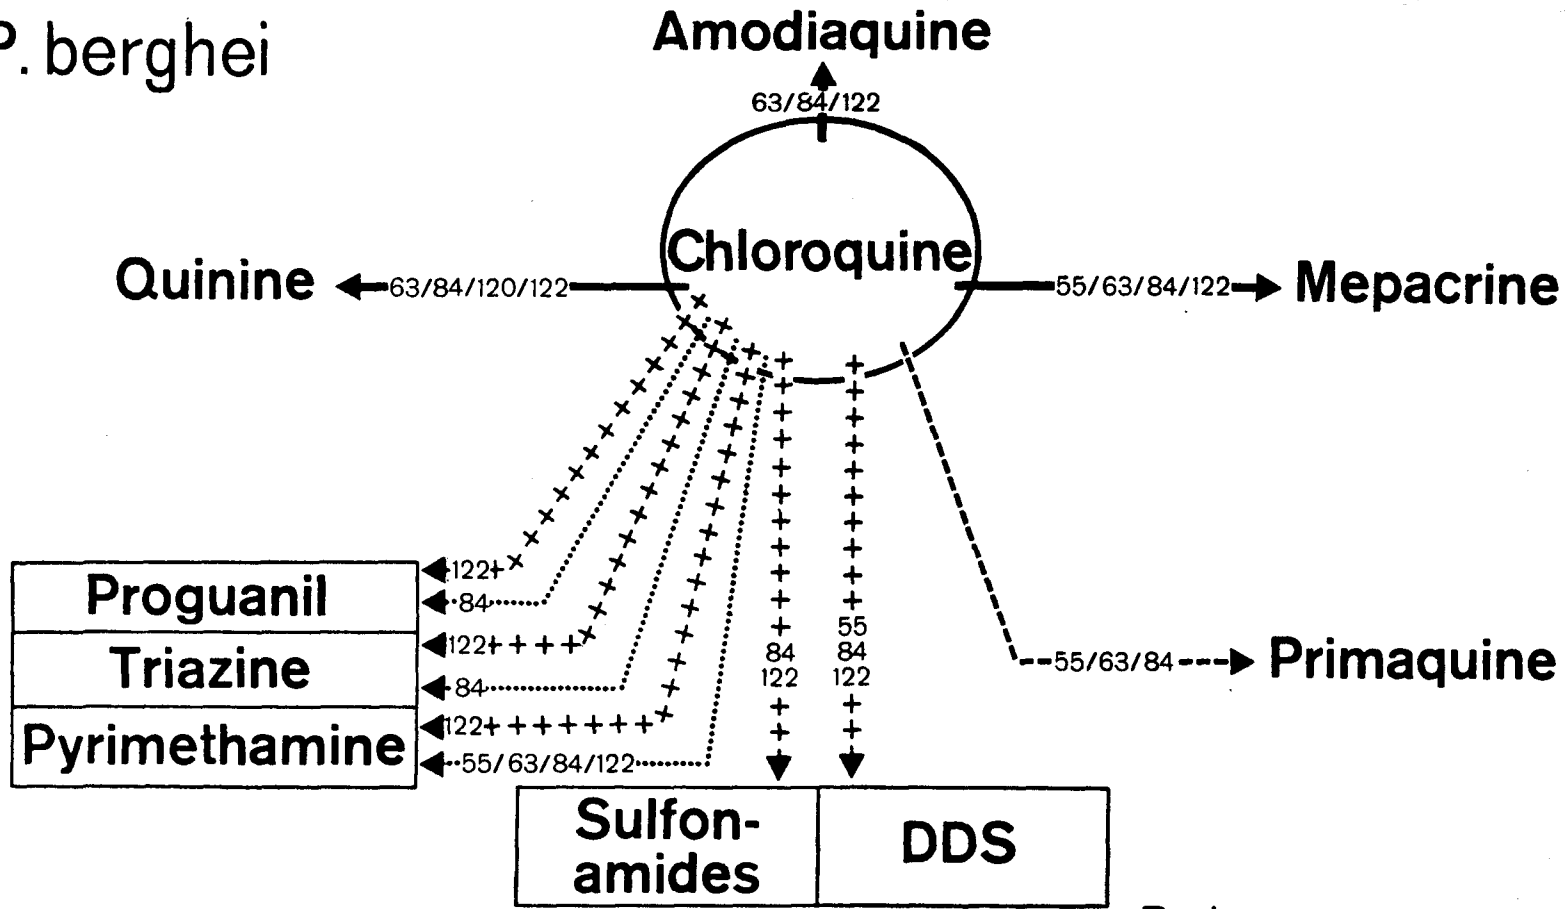 P. berghei
Amodiaquine
63/84/122
Chloroquine
Quinine
63/84/120/122
55/63/84/122
Mepacrine
122
Proguanil
84
122
Triazine
84
122
Pyrimethamine
55/63/84/122
84
122
55
84
122
55/63/84
Primaquine
Sulfon-
amides
DDS